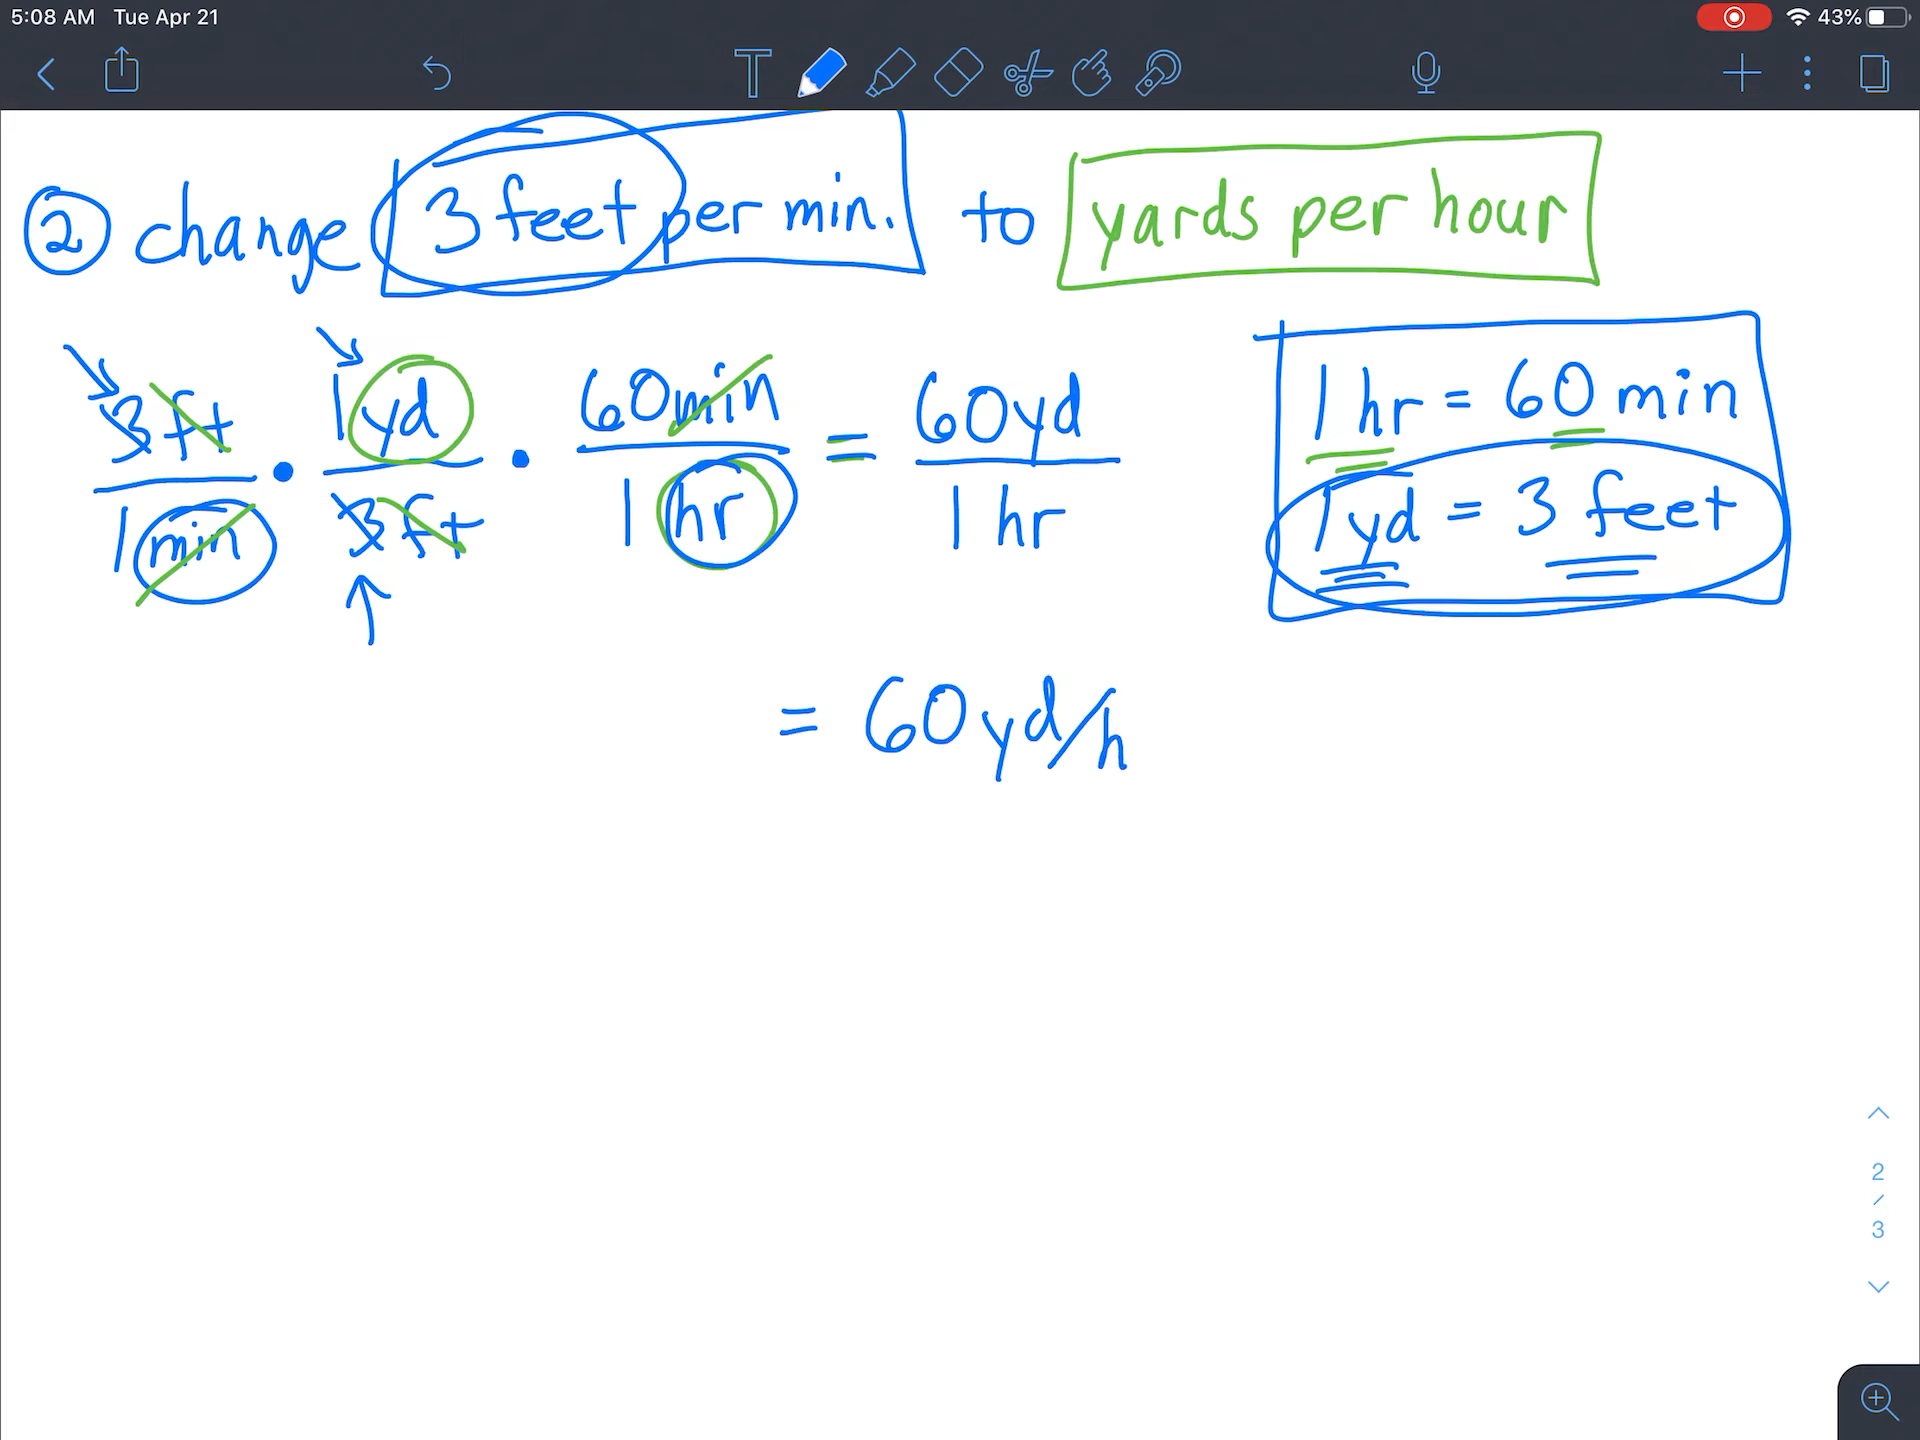 5:08 AM Tue Apr 21 43%
T
2 change 3 feet per min. to yards per hour
3ft/1min · 1yd/3ft · 60min/1hr = 60yd/1hr
1hr = 60 min
1yd = 3 feet
= 60yd/h
2
/
3